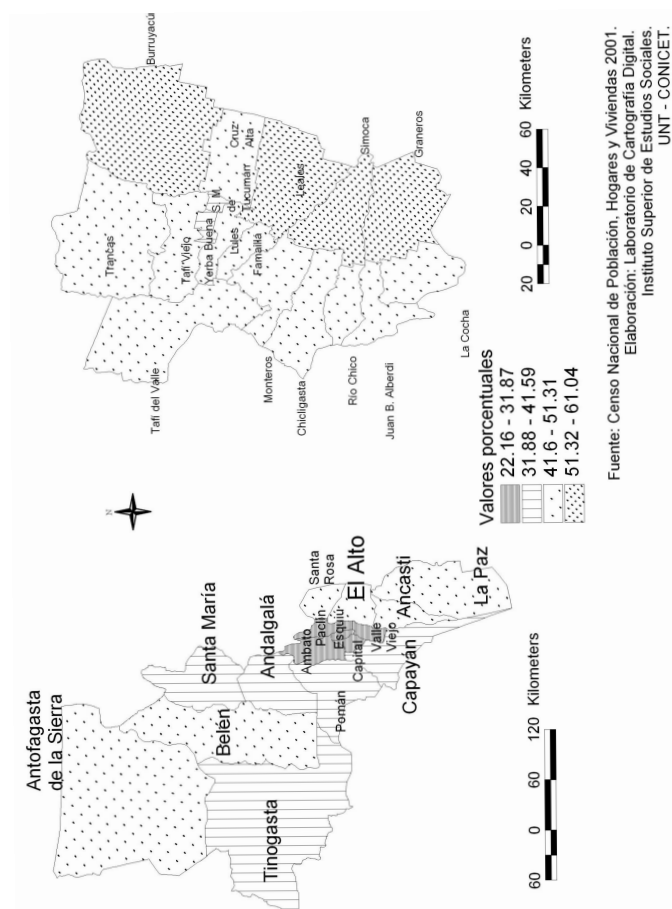 N
Antofagasta
de la Sierra
Santa María
Belén
Andalgalá
Tinogasta
Pomán
Ambato
Paclín
Esquiú
Capital
Valle
Viejo
Capayán
Santa
Rosa
El Alto
Ancasti
La Paz
60 0 60 120 Kilometers
Tafí del Valle
Trancas
Burruyacú
Tafí Viejo
Yerba Buena
S. M.
de
Tucumán
Cruz
Alta
Lules
Famaillá
Leales
Monteros
Chicligasta
Simoca
Río Chico
Graneros
Juan B. Alberdi
La Cocha
20 0 20 40 60 Kilometers
Valores porcentuales
22.16 - 31.87
31.88 - 41.59
41.6 - 51.31
51.32 - 61.04
Fuente: Censo Nacional de Población, Hogares y Viviendas 2001.
Elaboración: Laboratorio de Cartografía Digital.
Instituto Superior de Estudios Sociales.
UNT - CONICET.